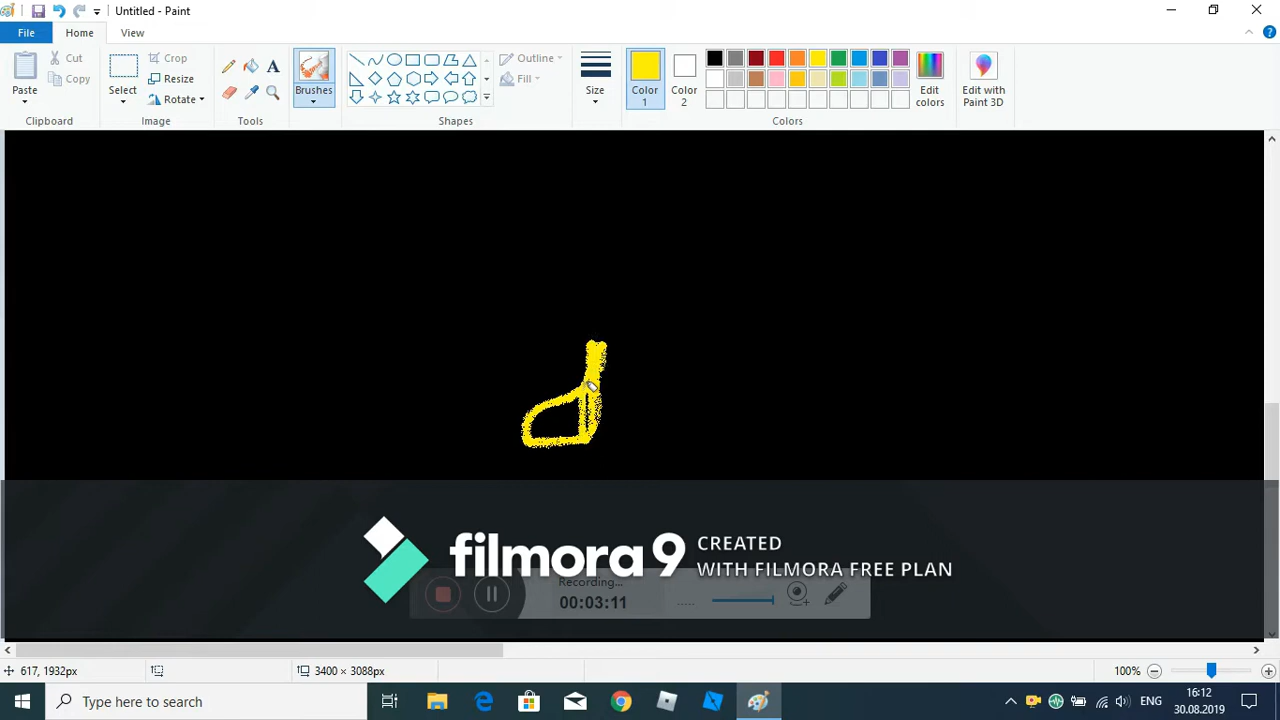 Untitled - Paint
File Home View
Paste
Cut
Copy
Clipboard
Select
Crop
Resize
Rotate
Image
Tools
Brushes
Shapes
Outline
Fill
Size
Color 1
Color 2
Edit colors
Colors
Edit with Paint 3D
filmora 9
CREATED
WITH FILMORA FREE PLAN
Recording...
00:03:11
617, 1932px
3400 × 3088px
100%
Type here to search
ENG
16:12
30.08.2019